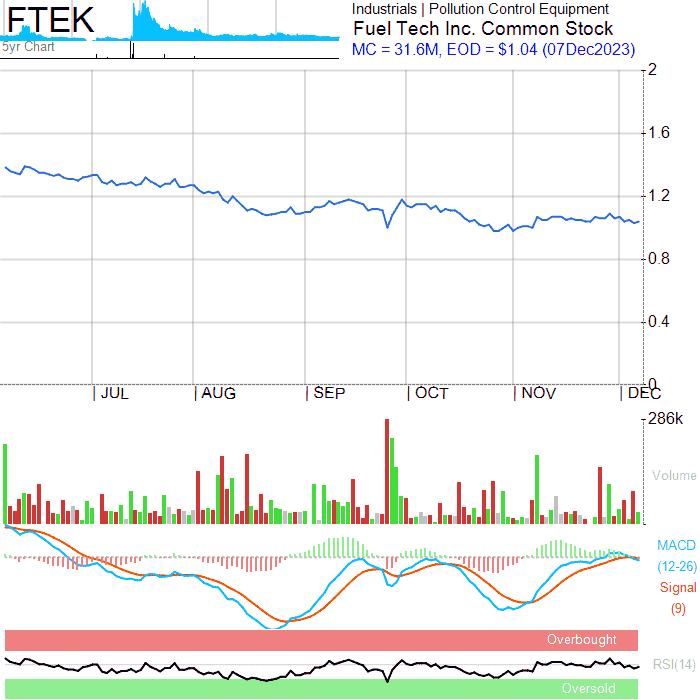 FTEK
5yr Chart
Industrials | Pollution Control Equipment
Fuel Tech Inc. Common Stock
MC = 31.6M, EOD = $1.04 (07Dec2023)
2
1.6
1.2
0.8
0.4
0
JUL AUG SEP OCT NOV DEC
286k
Volume
MACD
(12-26)
Signal
(9)
Overbought
RSI(14)
Oversold